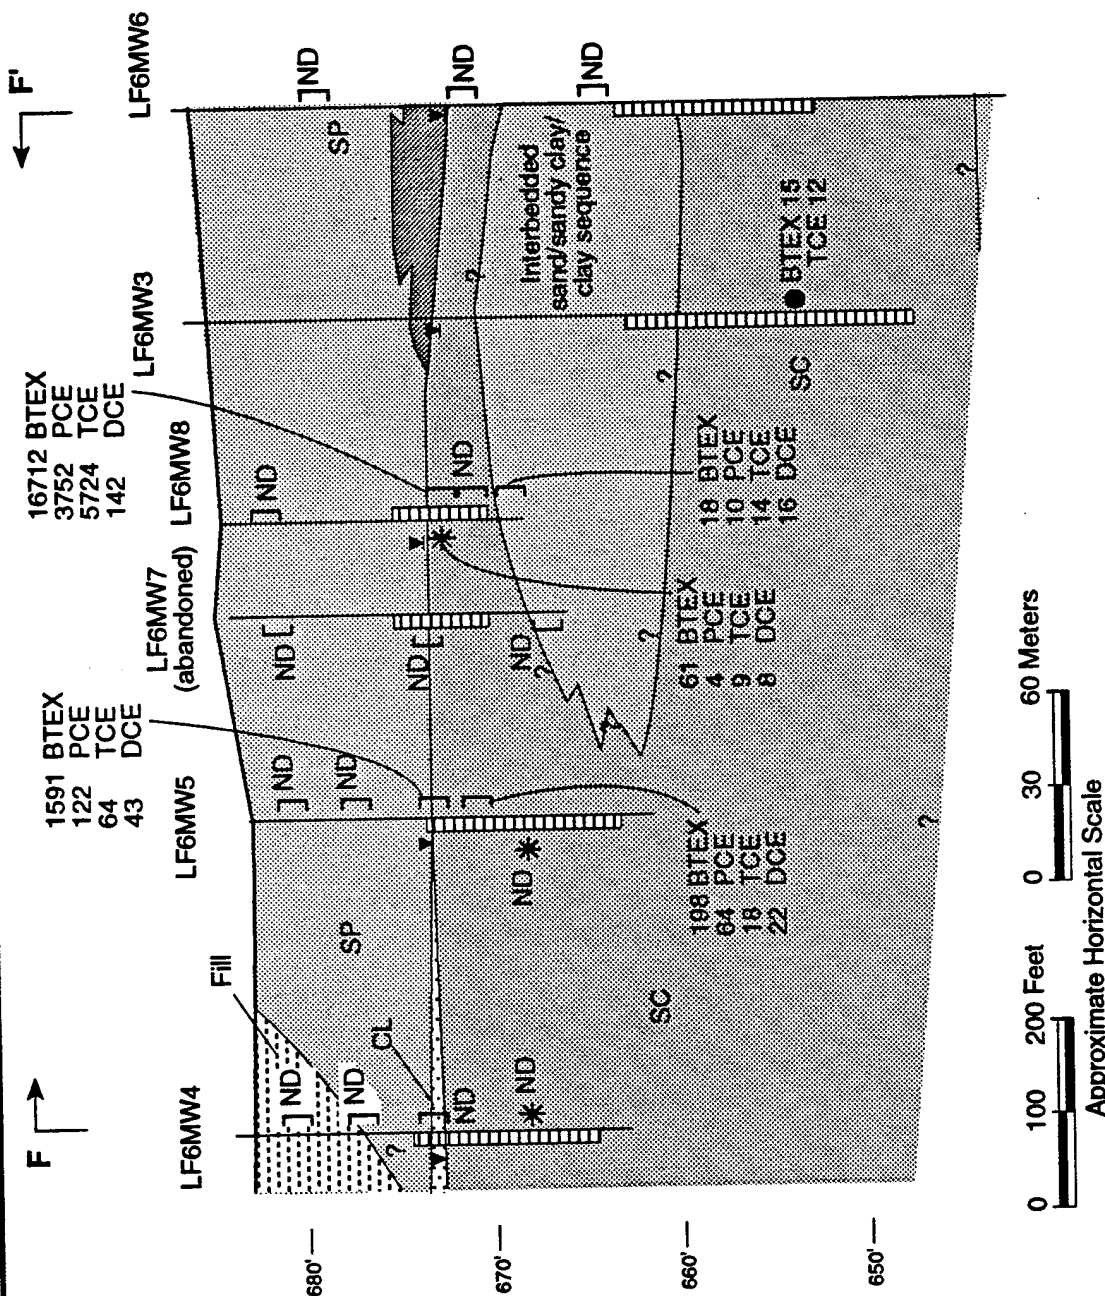 F
F'
LF6MW4
LF6MW5
LF6MW7
(abandoned)
LF6MW8
LF6MW3
LF6MW6
1591 BTEX
122 PCE
64 TCE
43 DCE
16712 BTEX
3752 PCE
5724 TCE
142 DCE
Fill
ND
ND
ND
ND
CL
SP
ND
ND
ND
ND
ND
ND
ND
ND
SP
ND
ND
ND
Interbedded
sand/sandy clay/
clay sequence
198 BTEX
64 PCE
18 TCE
22 DCE
61 BTEX
4 PCE
9 TCE
8 DCE
18 BTEX
10 PCE
14 TCE
16 DCE
BTEX 15
TCE 12
SC
SC
?
?
?
?
?
?
?
?
680'
670'
660'
650'
0 100 200 Feet
0 30 60 Meters
Approximate Horizontal Scale